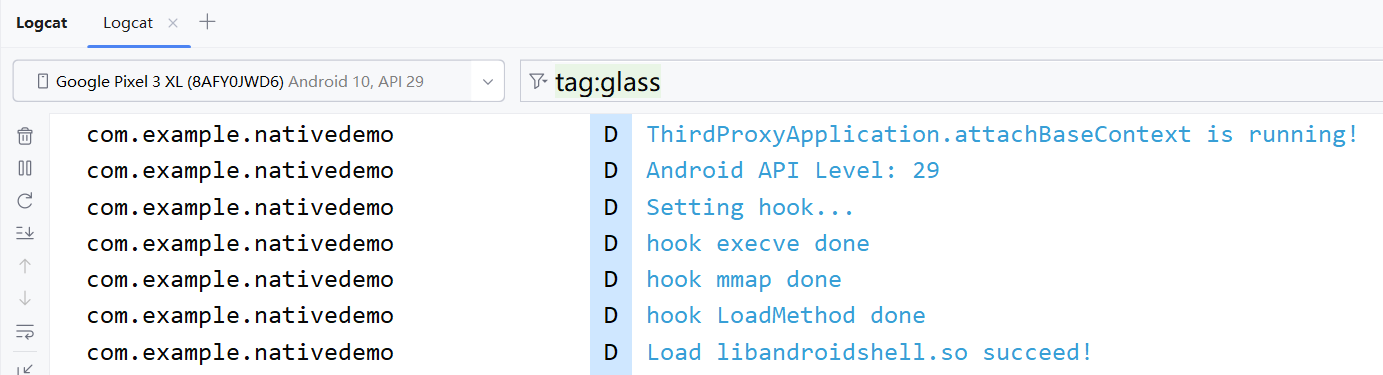 Logcat Logcat
Google Pixel 3 XL (8AFY0JWD6) Android 10, API 29 tag:glass
com.example.nativedemo D ThirdProxyApplication.attachBaseContext is running!
com.example.nativedemo D Android API Level: 29
com.example.nativedemo D Setting hook...
com.example.nativedemo D hook execve done
com.example.nativedemo D hook mmap done
com.example.nativedemo D hook LoadMethod done
com.example.nativedemo D Load libandroidshell.so succeed!